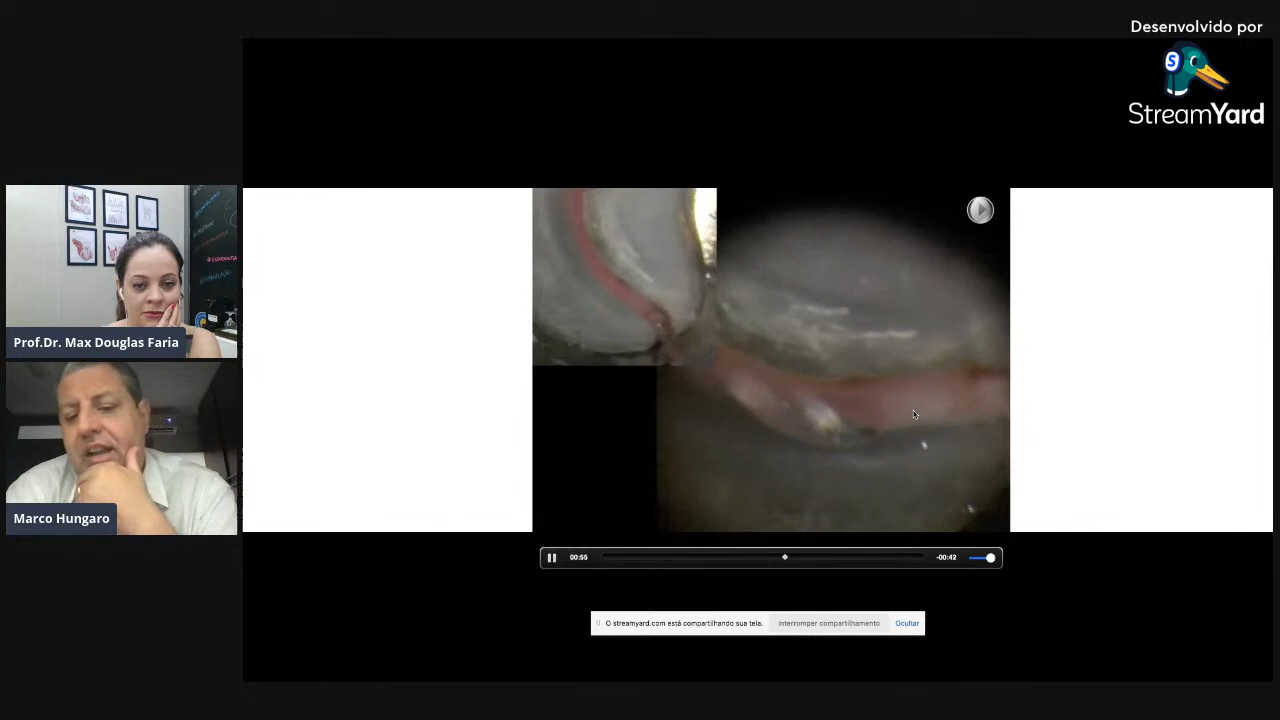 Desenvolvido por
S
StreamYard
Prof.Dr. Max Douglas Faria
Marco Hungaro
00:55
-00:42
O streamyard.com está compartilhando sua tela.
Interromper compartilhamento
Ocultar